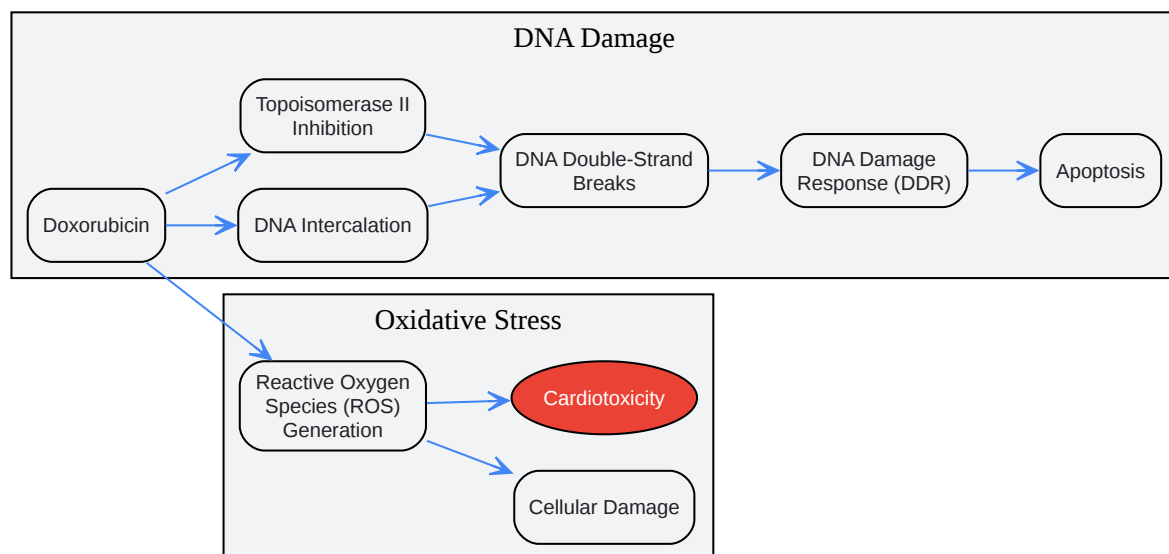 DNA Damage
Topoisomerase II
Inhibition
DNA Double-Strand
Breaks
DNA Damage
Response (DDR)
Apoptosis
Doxorubicin
DNA Intercalation
Oxidative Stress
Reactive Oxygen
Species (ROS)
Generation
Cardiotoxicity
Cellular Damage